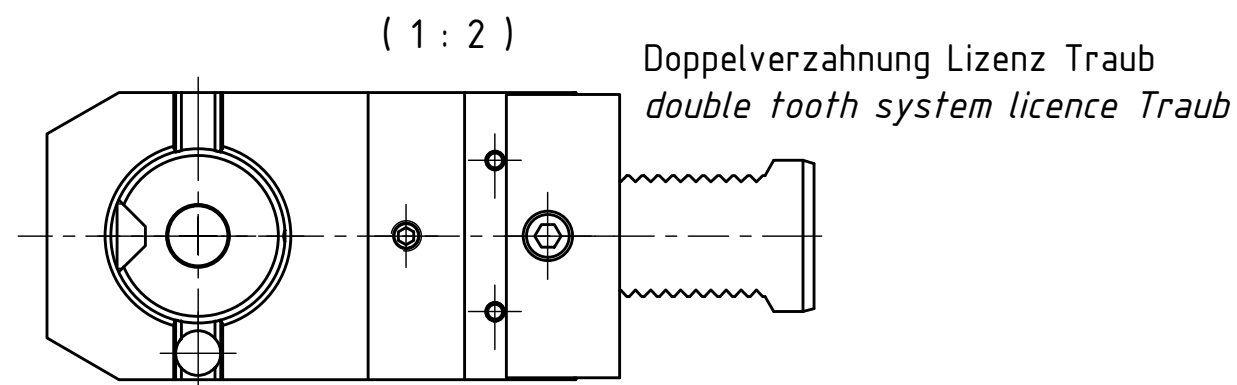 ( 1 : 2 )
Doppelverzahnung Lizenz Traub
double tooth system licence Traub